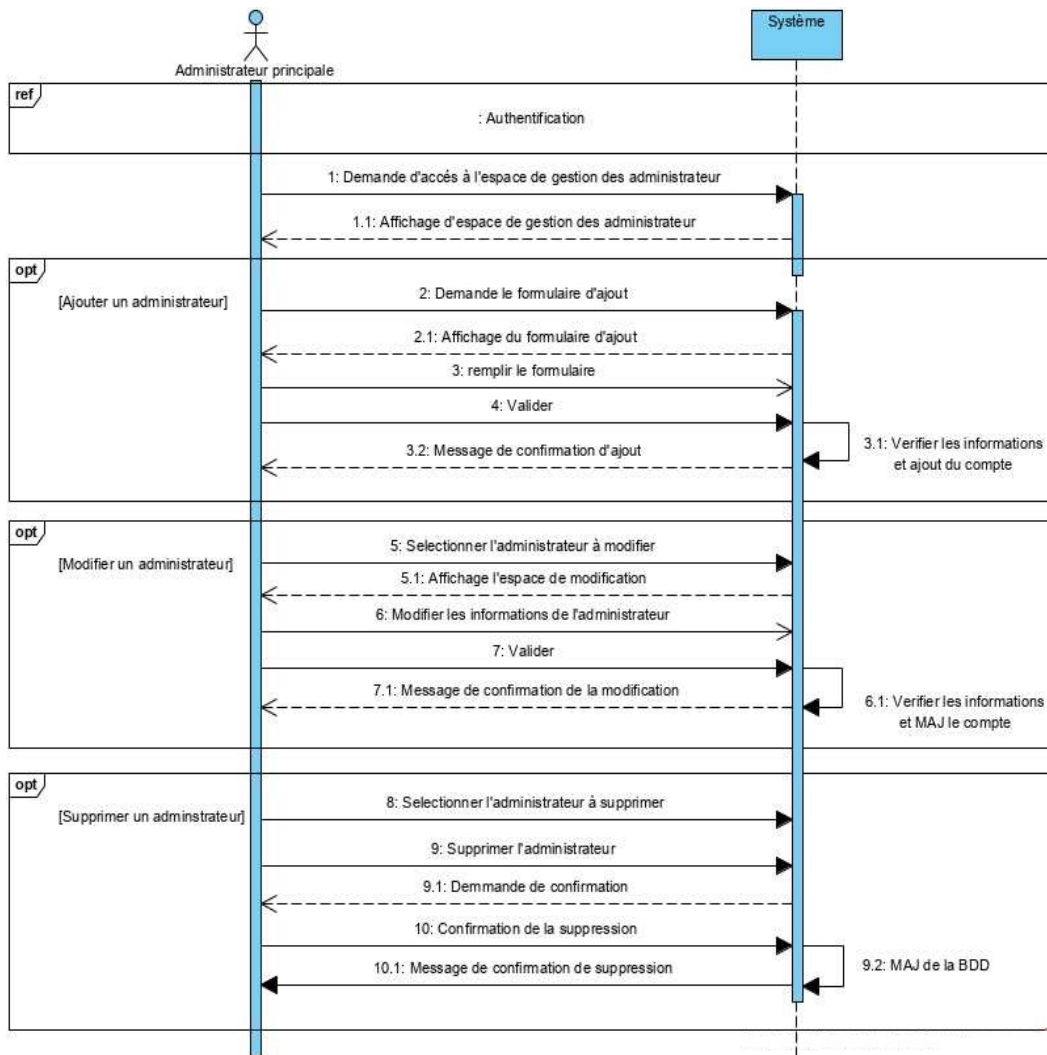 Système
Administrateur principale
ref
: Authentification
1: Demande d'accés à l'espace de gestion des administrateur
1.1: Affichage d'espace de gestion des administrateur
opt
[Ajouter un administrateur]
2: Demande le formulaire d'ajout
2.1: Affichage du formulaire d'ajout
3: remplir le formulaire
4: Valider
3.1: Verifier les informations
et ajout du compte
3.2: Message de confirmation d'ajout
opt
[Modifier un administrateur]
5: Selectionner l'administrateur à modifier
5.1: Affichage l'espace de modification
6: Modifier les informations de l'administrateur
7: Valider
7.1: Message de confirmation de la modification
6.1: Verifier les informations
et MAJ le compte
opt
[Supprimer un adminstrateur]
8: Selectionner l'administrateur à supprimer
9: Supprimer l'administrateur
9.1: Demmande de confirmation
10: Confirmation de la suppression
10.1: Message de confirmation de suppression
9.2: MAJ de la BDD